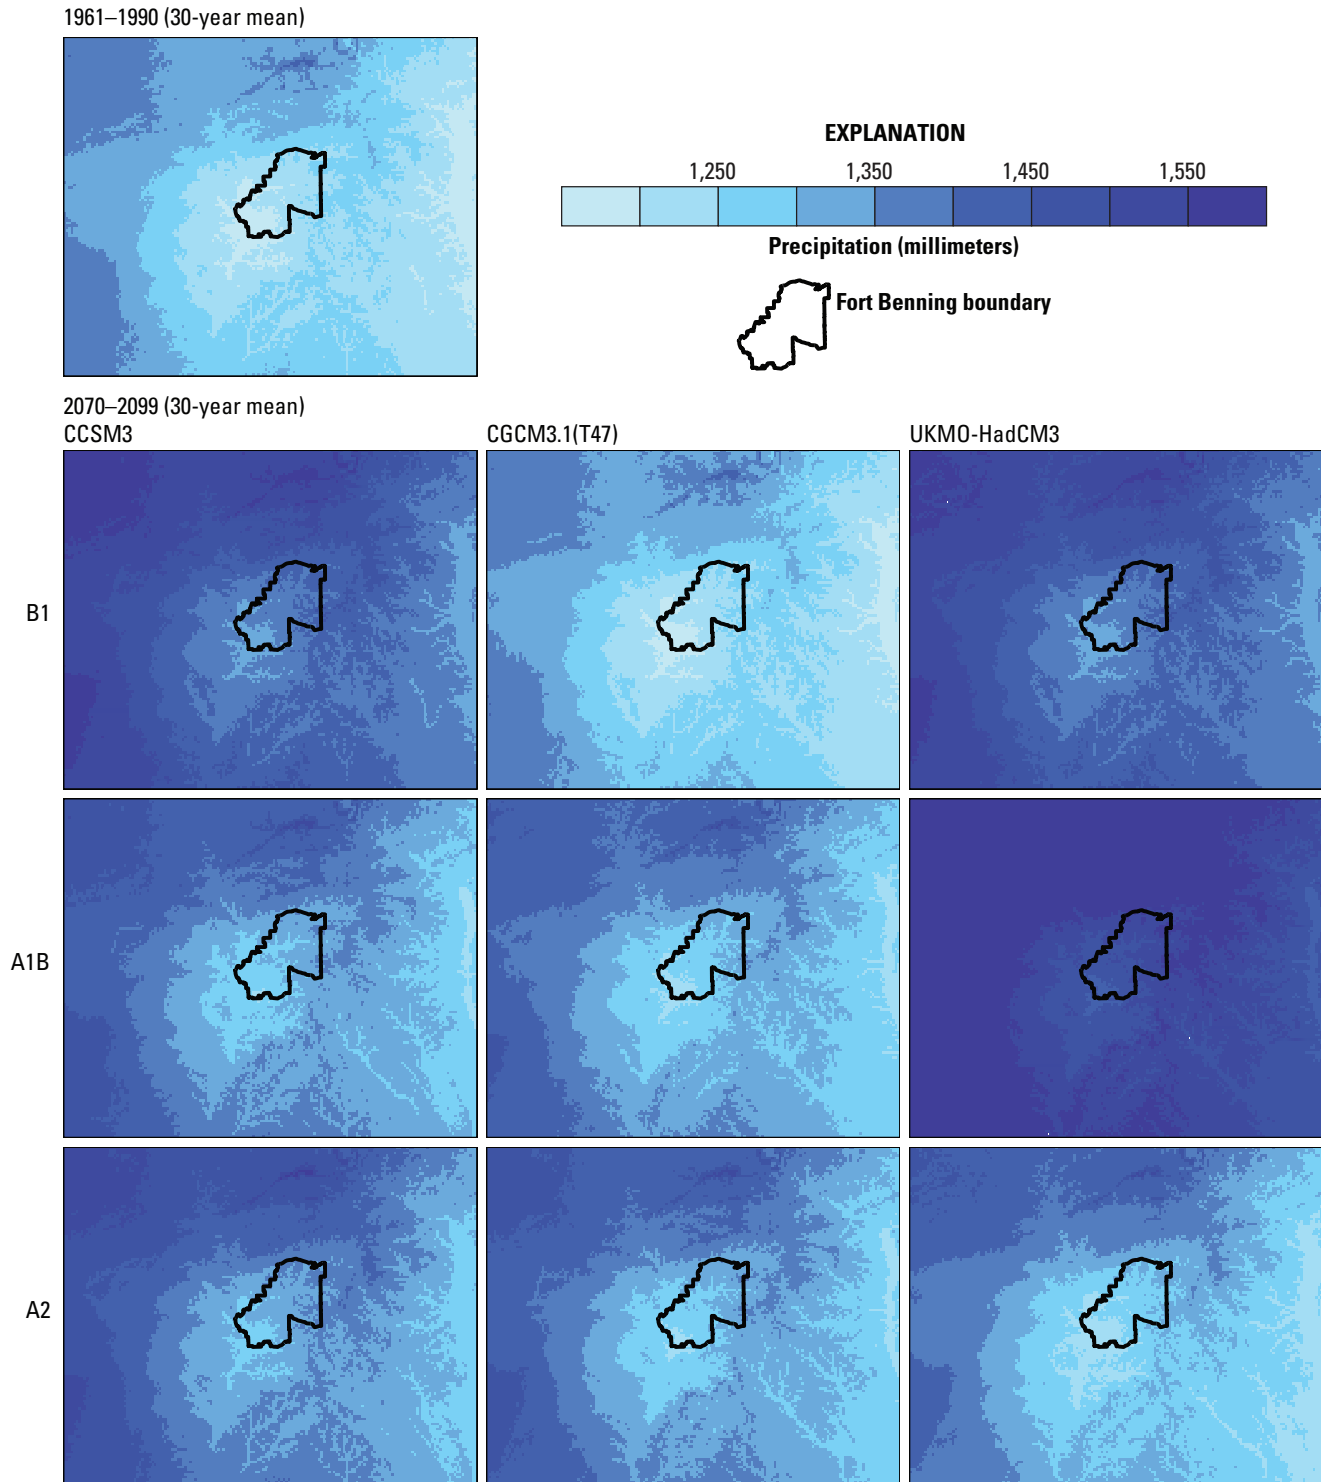 1961–1990 (30-year mean)
EXPLANATION
1,250 1,350 1,450 1,550
Precipitation (millimeters)
Fort Benning boundary
2070–2099 (30-year mean)
CCSM3 CGCM3.1(T47) UKMO-HadCM3
B1
A1B
A2